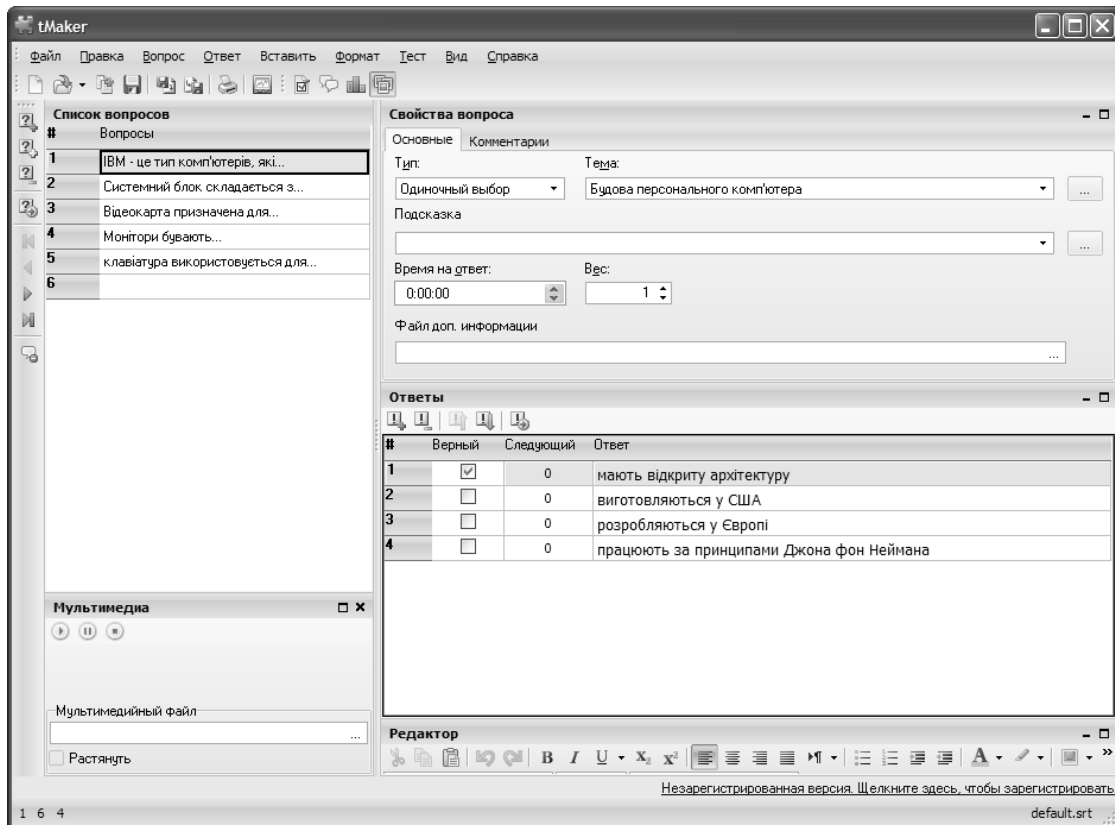 tMaker
Файл Правка Вопрос Ответ Вставить Формат Тест Вид Справка
Список вопросов
# Вопросы
1 IBM - це тип комп'ютерів, які...
2 Системний блок складається з...
3 Відеокарта призначена для...
4 Монітори бувають...
5 клавіатура використовується для...
6
Мультимедиа
Мультимедийный файл
...
Растянуть
Свойства вопроса
Основные Комментарии
Тип: Тема:
Одиночный выбор Будова персонального комп'ютера ...
Подсказка
...
Время на ответ: Вес:
0:00:00 1
Файл доп. информации
...
Ответы
# Верный Следующий Ответ
1 0 мають відкриту архітектуру
2 0 виготовляються у США
3 0 розробляються у Європі
4 0 працюють за принципами Джона фон Неймана
Редактор
B I U X₂ x² A »
Незарегистрированная версия. Щелкните здесь, чтобы зарегистрировать
1 6 4 default.srt